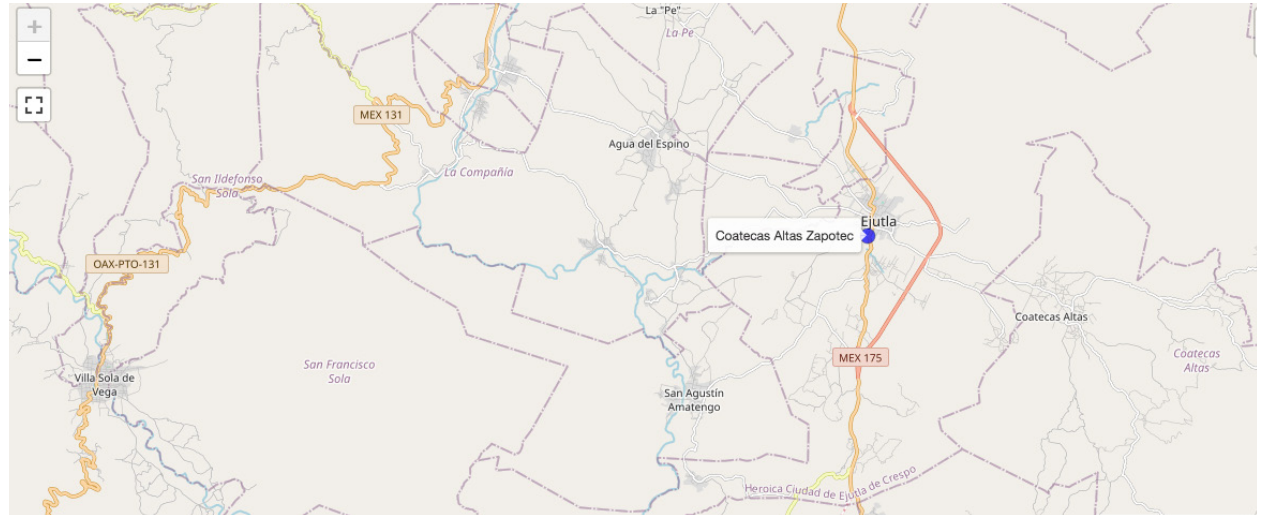 +
−
La "Pe"
La Pe
MEX 131
Agua del Espino
La Compañía
San Ildefonso
Sola
Ejutla
Coatecas Altas Zapotec
OAX-PTO-131
Coatecas Altas
MEX 175
Coatecas
Altas
San Francisco
Sola
Villa Sola de
Vega
San Agustín
Amatengo
Heroica Ciudad de Ejutla de Crespo